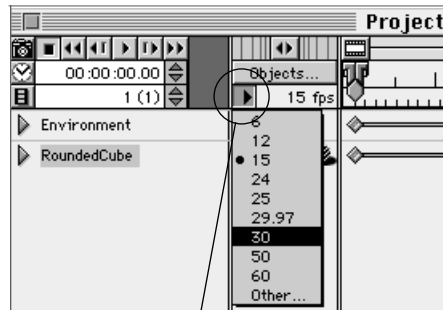 Project
00:00:00.00
Objects...
1 (1)
15 fps
Environment
RoundedCube
6
12
15
24
25
29.97
30
50
60
Other...